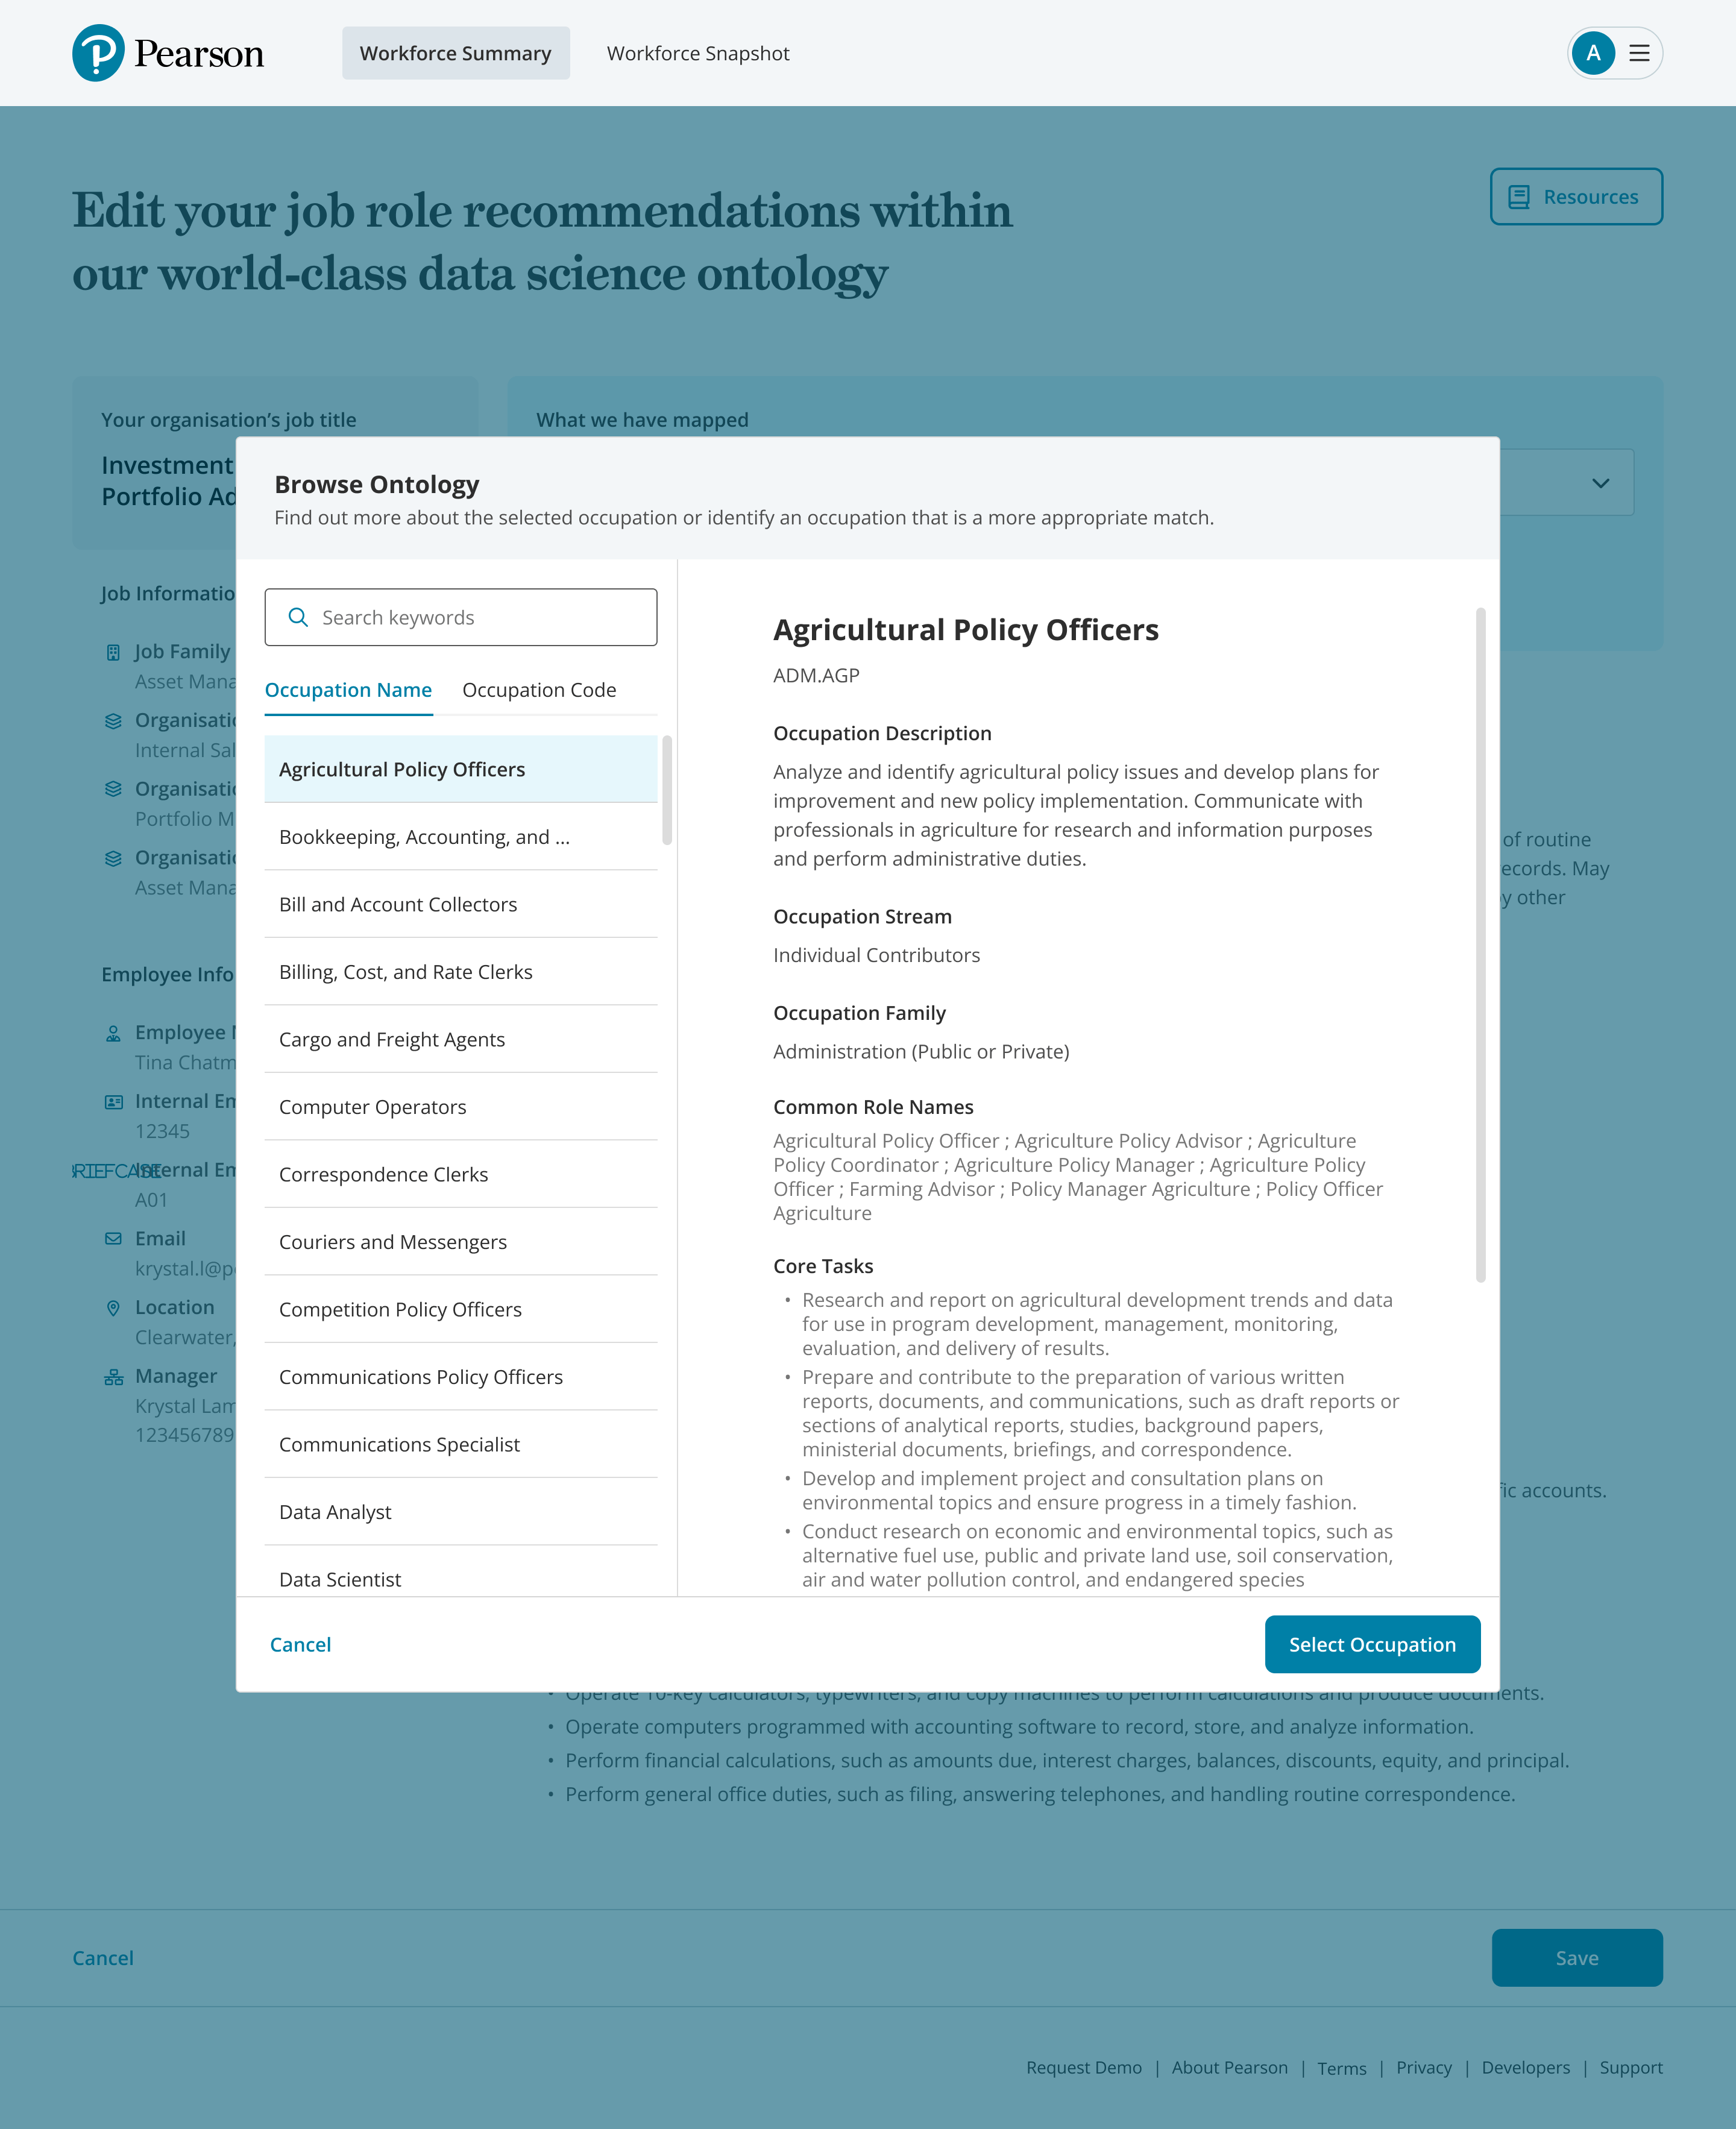 Pearson
Workforce Summary
Workforce Snapshot
A
Edit your job role recommendations within
our world-class data science ontology
Resources
Your organisation's job title
Investment
Portfolio
What we have mapped
Job
Job Family
Asset
Internal
Portfolio
Asset
Employee
Employee
Tina
Internal
12345
A01
Email
Location
Clearwater,
Manager
Krystal
123456789
Browse Ontology
Find out more about the selected occupation or identify an occupation that is a more appropriate match.
Search keywords
Occupation Name
Occupation Code
Agricultural Policy Officers
Bookkeeping, Accounting, and ...
Bill and Account Collectors
Billing, Cost, and Rate Clerks
Cargo and Freight Agents
Computer Operators
Correspondence Clerks
Couriers and Messengers
Competition Policy Officers
Communications Policy Officers
Communications Specialist
Data Analyst
Data Scientist
Agricultural Policy Officers
ADM.AGP
Occupation Description
Analyze and identify agricultural policy issues and develop plans for
improvement and new policy implementation. Communicate with
professionals in agriculture for research and information purposes
and perform administrative duties.
Occupation Stream
Individual Contributors
Occupation Family
Administration (Public or Private)
Common Role Names
Agricultural Policy Officer ; Agriculture Policy Advisor ; Agriculture
Policy Coordinator ; Agriculture Policy Manager ; Agriculture Policy
Officer ; Farming Advisor ; Policy Manager Agriculture ; Policy Officer
Agriculture
Core Tasks
• Research and report on agricultural development trends and data
for use in program development, management, monitoring,
evaluation, and delivery of results.
• Prepare and contribute to the preparation of various written
reports, documents, and communications, such as draft reports or
sections of analytical reports, studies, background papers,
ministerial documents, briefings, and correspondence.
• Develop and implement project and consultation plans on
environmental topics and ensure progress in a timely fashion.
• Conduct research on economic and environmental topics, such as
alternative fuel use, public and private land use, soil conservation,
air and water pollution control, and endangered species
of routine
May
other
accounts.
Cancel
Select Occupation
• Operate 10-key calculators, typewriters, and copy machines to perform calculations and produce documents.
• Operate computers programmed with accounting software to record, store, and analyze information.
• Perform financial calculations, such as amounts due, interest charges, balances, discounts, equity, and principal.
• Perform general office duties, such as filing, answering telephones, and handling routine correspondence.
Cancel
Save
Request Demo | About Pearson | Terms | Privacy | Developers | Support